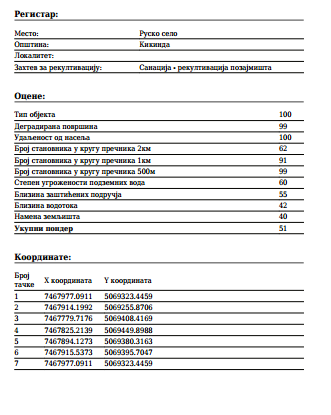 Регистар:
Место: Руско село
Општина: Кикинда
Локалитет:
Захтев за рекултивацију: Санација - рекултивација позајмишта
Оцене:
Тип објекта 100
Деградирана површина 99
Удаљеност од насеља 100
Број становника у кругу пречника 2км 62
Број становника у кругу пречника 1км 91
Број становника у кругу пречника 500м 99
Степен угрожености подземних вода 60
Близина заштићених подручја 55
Близина водотока 42
Намена земљишта 40
Укупни пондер 51
Координате:
Број тачке X координата Y координата
1 7467977.0911 5069323.4459
2 7467914.1992 5069255.8706
3 7467779.7176 5069408.4169
4 7467825.2139 5069449.8988
5 7467894.1273 5069380.3163
6 7467915.5373 5069395.7047
7 7467977.0911 5069323.4459